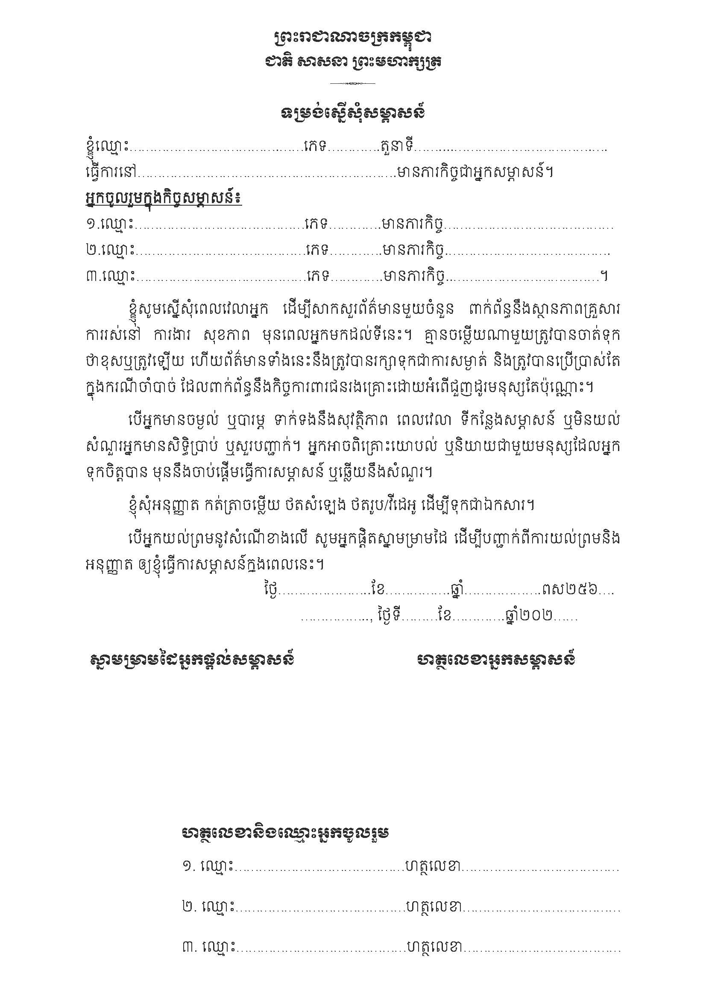 ព្រះរាជាណាចក្រកម្ពុជា
ជាតិ សាសនា ព្រះមហាក្សត្រ
ទម្រង់ស្នើសុំសម្ភាសន៍
ខ្ញុំឈ្មោះ……………………………………ភេទ………….តួនាទី……………………………………….
ធ្វើការនៅ……………………………………………………….មានភារកិច្ចជាអ្នកសម្ភាសន៍។
អ្នកចូលរួមក្នុងកិច្ចសម្ភាសន៍៖
១.ឈ្មោះ……………………………………ភេទ………….មានភារកិច្ច……………………………………
២.ឈ្មោះ……………………………………ភេទ………….មានភារកិច្ច.………………………………….
៣.ឈ្មោះ……………………………………ភេទ………….មានភារកិច្ច..………………………………។
ខ្ញុំសូមស្នើសុំពេលវេលាអ្នក ដើម្បីសាកសួរព័ត៌មានមួយចំនួន ពាក់ព័ន្ធនឹងស្ថានភាពគ្រួសារ
ការរស់នៅ ការងារ សុខភាព មុនពេលអ្នកមកដល់ទីនេះ។ គ្មានចម្លើយណាមួយត្រូវបានចាត់ទុក
ថាខុសឬត្រូវឡើយ ហើយព័ត៌មានទាំងនេះនឹងត្រូវបានរក្សាទុកជាការសម្ងាត់ និងត្រូវបានប្រើប្រាស់តែ
ក្នុងករណីចាំបាច់ ដែលពាក់ព័ន្ធនឹងកិច្ចការពារជនរងគ្រោះដោយអំពើជួញដូរមនុស្សតែប៉ុណ្ណោះ។
បើអ្នកមានចម្ងល់ ឬបារម្ភ ទាក់ទងនឹងសុវត្ថិភាព ពេលវេលា ទីកន្លែងសម្ភាសន៍ ឬមិនយល់
សំណួរអ្នកមានសិទ្ធិប្រាប់ ឬសួរបញ្ជាក់។ អ្នកអាចពិគ្រោះយោបល់ ឬនិយាយជាមួយមនុស្សដែលអ្នក
ទុកចិត្តបាន មុននឹងចាប់ផ្តើមធ្វើការសម្ភាសន៍ ឬឆ្លើយនឹងសំណួរ។
ខ្ញុំសុំអនុញ្ញាត កត់ត្រាចម្លើយ ថតសំឡេង ថតរូប/វីដេអូ ដើម្បីទុកជាឯកសារ។
បើអ្នកយល់ព្រមនូវសំណើខាងលើ សូមអ្នកផ្តិតស្នាមម្រាមដៃ ដើម្បីបញ្ជាក់ពីការយល់ព្រមនិង
អនុញ្ញាត ឲ្យខ្ញុំធ្វើការសម្ភាសន៍ក្នុងពេលនេះ។
ថ្ងៃ…………………..ខែ…………….ឆ្នាំ……………….ពស២៥៦….
…………….., ថ្ងៃទី………ខែ………….ឆ្នាំ២០២……
ស្នាមម្រាមដៃអ្នកផ្តល់សម្ភាសន៍ ហត្ថលេខាអ្នកសម្ភាសន៍
ហត្ថលេខានិងឈ្មោះអ្នកចូលរួម
១. ឈ្មោះ……………………………………ហត្ថលេខា…………………………………
២. ឈ្មោះ……………………………………ហត្ថលេខា…………………………………
៣. ឈ្មោះ……………………………………ហត្ថលេខា…………………………………